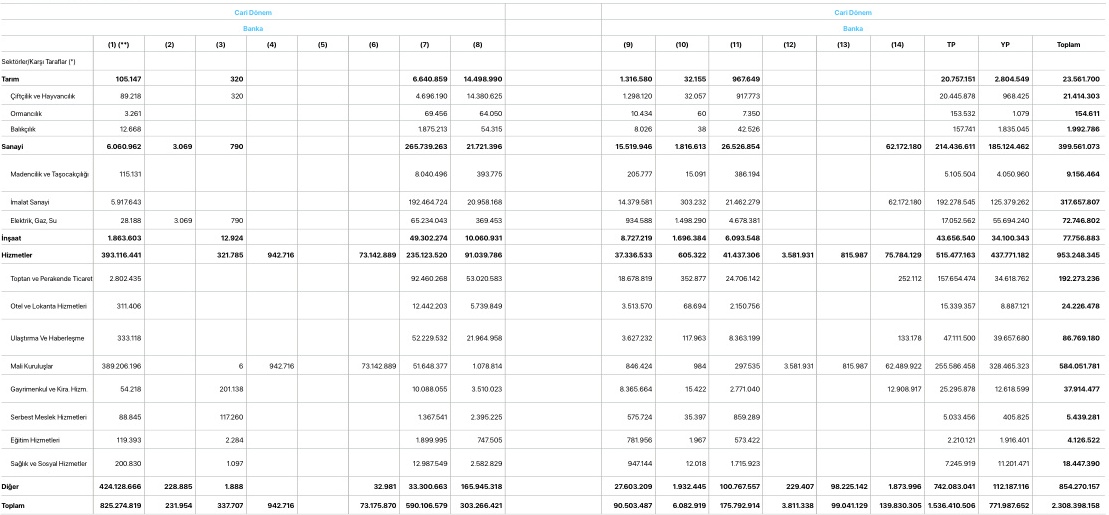 Cari Dönem Cari Dönem
Banka Banka
(1) (**) (2) (3) (4) (5) (6) (7) (8) (9) (10) (11) (12) (13) (14) TP YP Toplam
Sektörler/Karşı Taraflar (*)
Tarım 105.147 320 6.640.859 14.498.990 1.316.580 32.155 967.649 20.757.151 2.804.549 23.561.700
Çiftçilik ve Hayvancılık 89.218 320 4.696.190 14.380.625 1.298.120 32.057 917.773 20.445.878 968.425 21.414.303
Ormancılık 3.261 69.456 64.050 10.434 60 7.350 153.532 1.079 154.611
Balıkçılık 12.668 1.875.213 54.315 8.026 38 42.526 157.741 1.835.045 1.992.786
Sanayi 6.060.962 3.069 790 265.739.263 21.721.396 15.519.946 1.816.613 26.526.854 62.172.180 214.436.611 185.124.462 399.561.073
Madencilik ve Taşocakçılığı 115.131 8.040.496 393.775 205.777 15.091 386.194 5.105.504 4.050.960 9.156.464
İmalat Sanayi 5.917.643 192.464.724 20.958.168 14.379.581 303.232 21.462.279 62.172.180 192.278.545 125.379.262 317.657.807
Elektrik, Gaz, Su 28.188 3.069 790 65.234.043 369.453 934.588 1.498.290 4.678.381 17.052.562 55.694.240 72.746.802
İnşaat 1.863.603 12.924 49.302.274 10.060.931 8.727.219 1.696.384 6.093.548 43.656.540 34.100.343 77.756.883
Hizmetler 393.116.441 321.785 942.716 73.142.889 235.123.520 91.039.786 37.336.533 605.322 41.437.306 3.581.931 815.987 75.784.129 515.477.163 437.771.182 953.248.345
Toptan ve Perakende Ticaret 2.802.435 92.460.268 53.020.583 18.678.819 352.877 24.706.142 252.112 157.654.474 34.618.762 192.273.236
Otel ve Lokanta Hizmetleri 311.406 12.442.203 5.739.849 3.513.570 68.694 2.150.756 15.339.357 8.887.121 24.226.478
Ulaştırma Ve Haberleşme 333.118 52.229.532 21.964.958 3.627.232 117.963 8.363.199 133.178 47.111.500 39.657.680 86.769.180
Mali Kuruluşlar 389.206.196 6 942.716 73.142.889 51.648.377 1.078.814 846.424 984 297.535 3.581.931 815.987 62.489.922 255.586.458 328.465.323 584.051.781
Gayrimenkul ve Kira. Hizm. 54.218 201.138 10.088.055 3.510.023 8.365.664 15.422 2.771.040 12.908.917 25.295.878 12.618.599 37.914.477
Serbest Meslek Hizmetleri 88.845 117.260 1.367.541 2.395.225 575.724 35.397 859.289 5.033.456 405.825 5.439.281
Eğitim Hizmetleri 119.393 2.284 1.899.995 747.505 781.956 1.967 573.422 2.210.121 1.916.401 4.126.522
Sağlık ve Sosyal Hizmetler 200.830 1.097 12.987.549 2.582.829 947.144 12.018 1.715.923 7.245.919 11.201.471 18.447.390
Diğer 424.128.666 228.885 1.888 32.981 33.300.663 165.945.318 27.603.209 1.932.445 100.767.557 229.407 98.225.142 1.873.996 742.083.041 112.187.116 854.270.157
Toplam 825.274.819 231.954 337.707 942.716 73.175.870 590.106.579 303.266.421 90.503.487 6.082.919 175.792.914 3.811.338 99.041.129 139.830.305 1.536.410.506 771.987.652 2.308.398.158